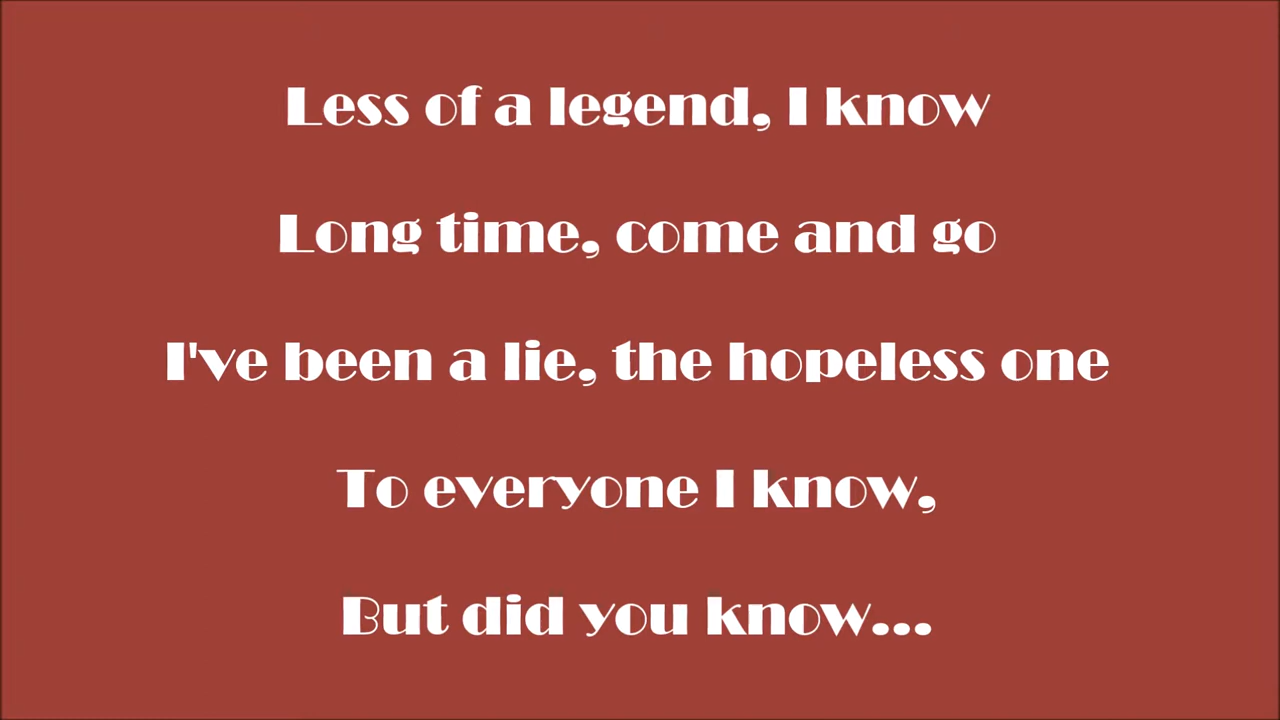 Less of a legend, I know
Long time, come and go
I've been a lie, the hopeless one
To everyone I know,
But did you know...